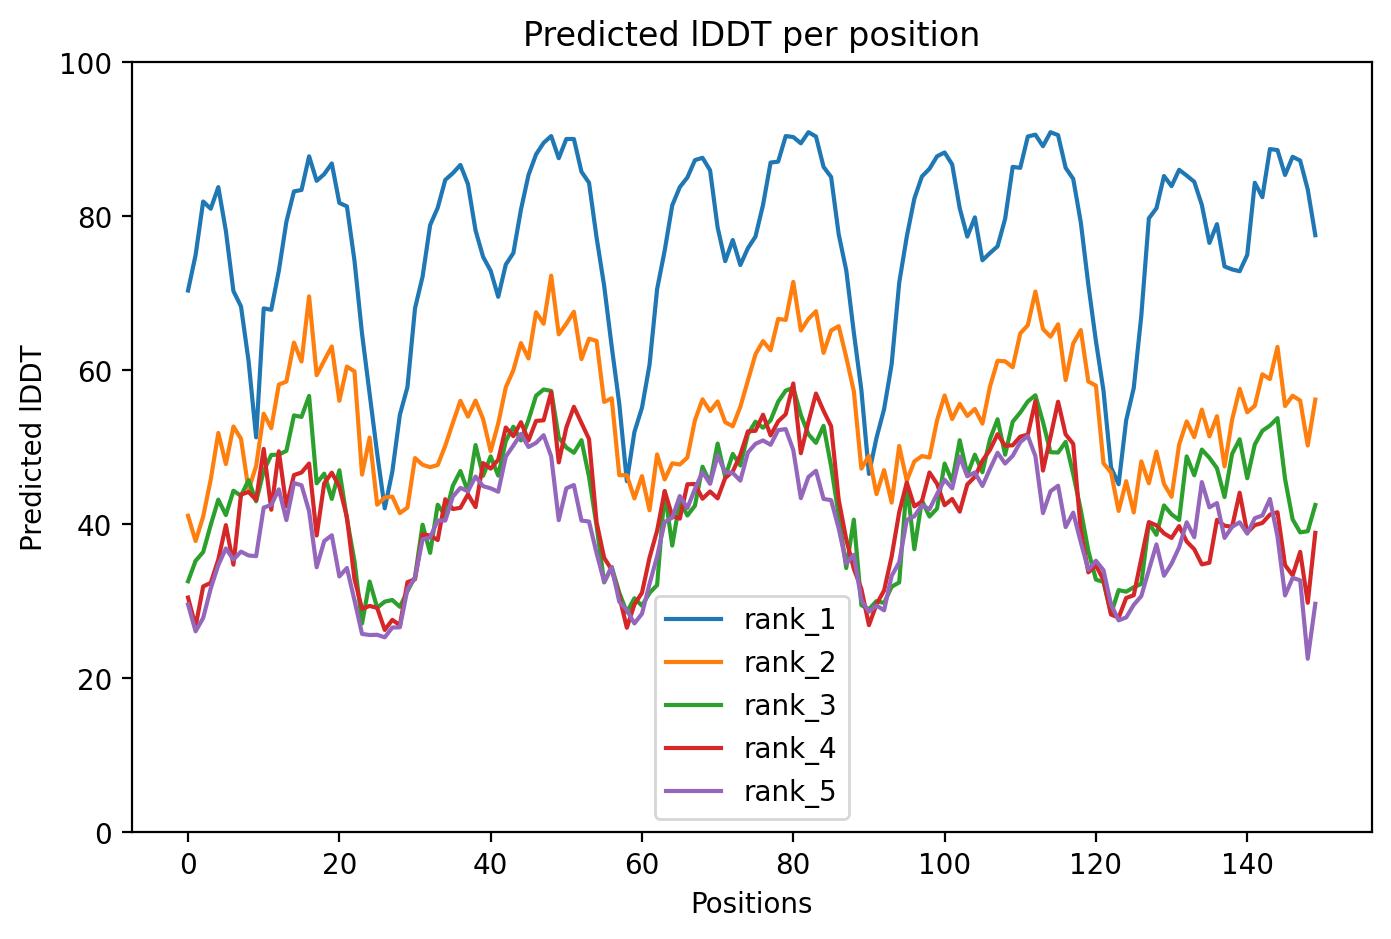 Predicted lDDT per position
100
80
60
40
20
0
Predicted lDDT
rank_1
rank_2
rank_3
rank_4
rank_5
0 20 40 60 80 100 120 140
Positions